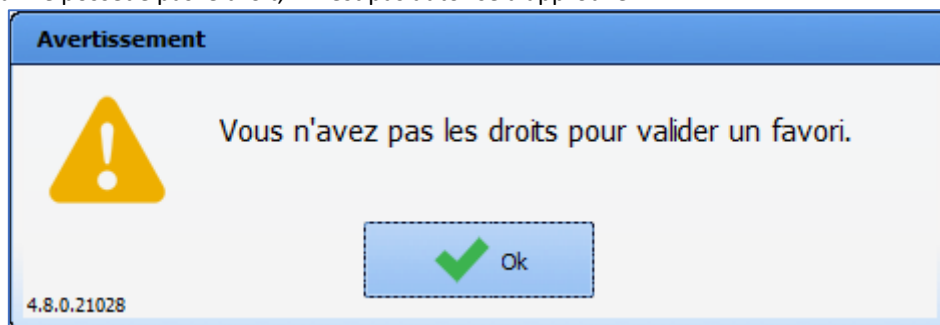 Avertissement
Vous n'avez pas les droits pour valider un favori.
Ok
4.8.0.21028